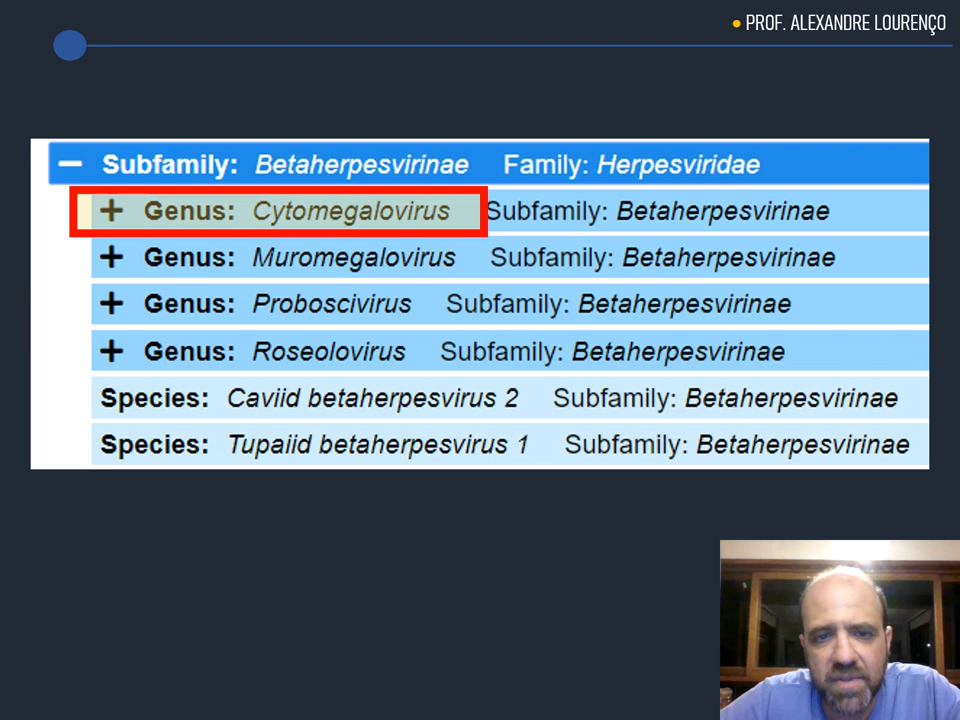 PROF. ALEXANDRE LOURENÇO
Subfamily: Betaherpesvirinae Family: Herpesviridae
Genus: Cytomegalovirus Subfamily: Betaherpesvirinae
Genus: Muromegalovirus Subfamily: Betaherpesvirinae
Genus: Proboscivirus Subfamily: Betaherpesvirinae
Genus: Roseolovirus Subfamily: Betaherpesvirinae
Species: Caviid betaherpesvirus 2 Subfamily: Betaherpesvirinae
Species: Tupaiid betaherpesvirus 1 Subfamily: Betaherpesvirinae